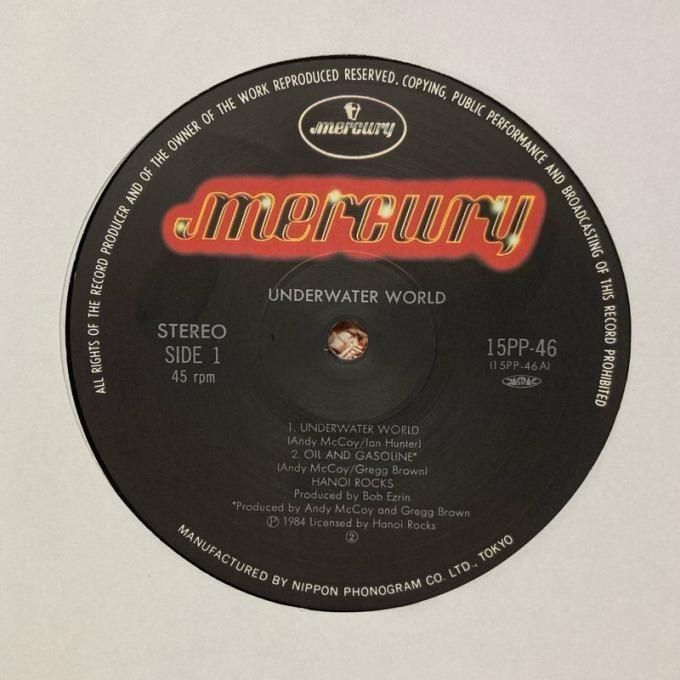 ALL RIGHTS OF THE RECORD PRODUCER AND OF THE OWNER OF THE WORK REPRODUCED RESERVED. COPYING, PUBLIC PERFORMANCE AND BROADCASTING OF THIS RECORD PROHIBITED
mercury
mercury
UNDERWATER WORLD
STEREO
SIDE 1
45 rpm
15PP-46
(15PP-46A)
JASRAC
1. UNDERWATER WORLD
(Andy McCoy/Ian Hunter)
2. OIL AND GASOLINE*
(Andy McCoy/Gregg Brown)
HANOI ROCKS
Produced by Bob Ezrin
*Produced by Andy McCoy and Gregg Brown
Ⓟ 1984 Licensed by Hanoi Rocks
②
MANUFACTURED BY NIPPON PHONOGRAM CO. LTD., TOKYO